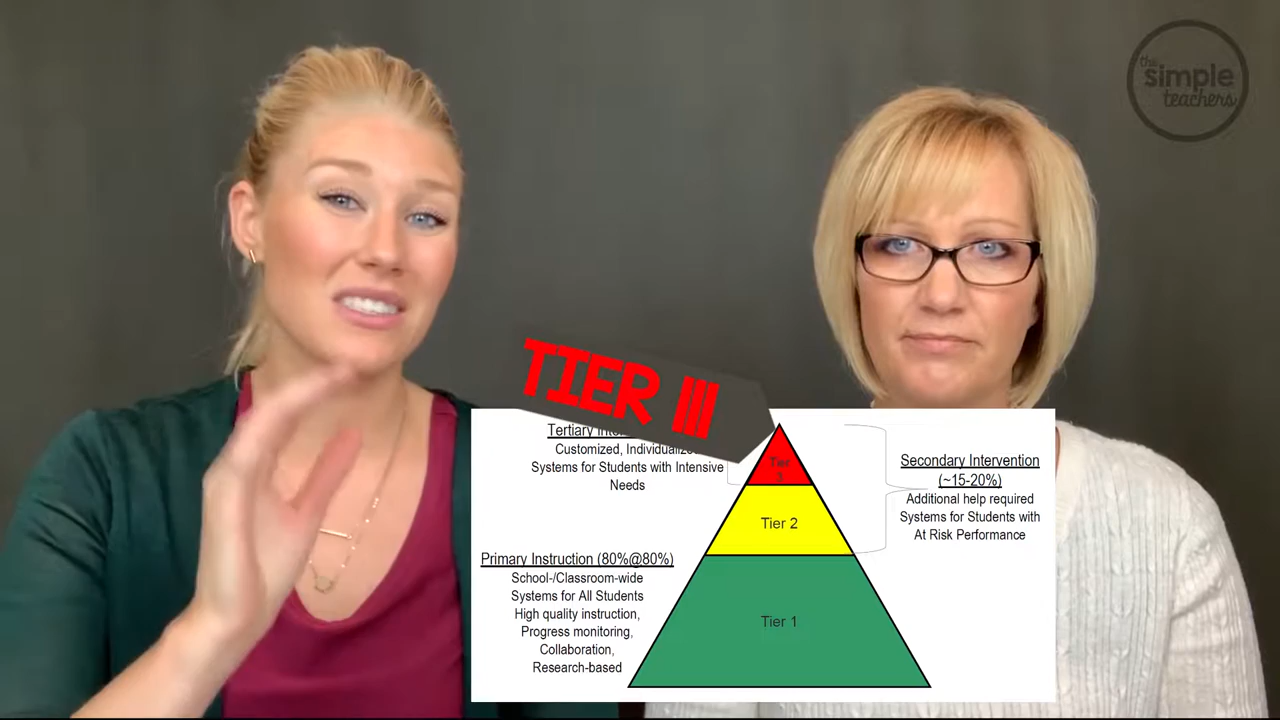 the
simple
teachers
TIER III
Tertiary
Customized,
Systems for Students with Intensive
Needs
Tier
Secondary Intervention
(~15-20%)
Additional help required
Systems for Students with
At Risk Performance
Tier 2
Primary Instruction (80%@80%)
School-/Classroom-wide
Systems for All Students
High quality instruction,
Progress monitoring,
Collaboration,
Research-based
Tier 1